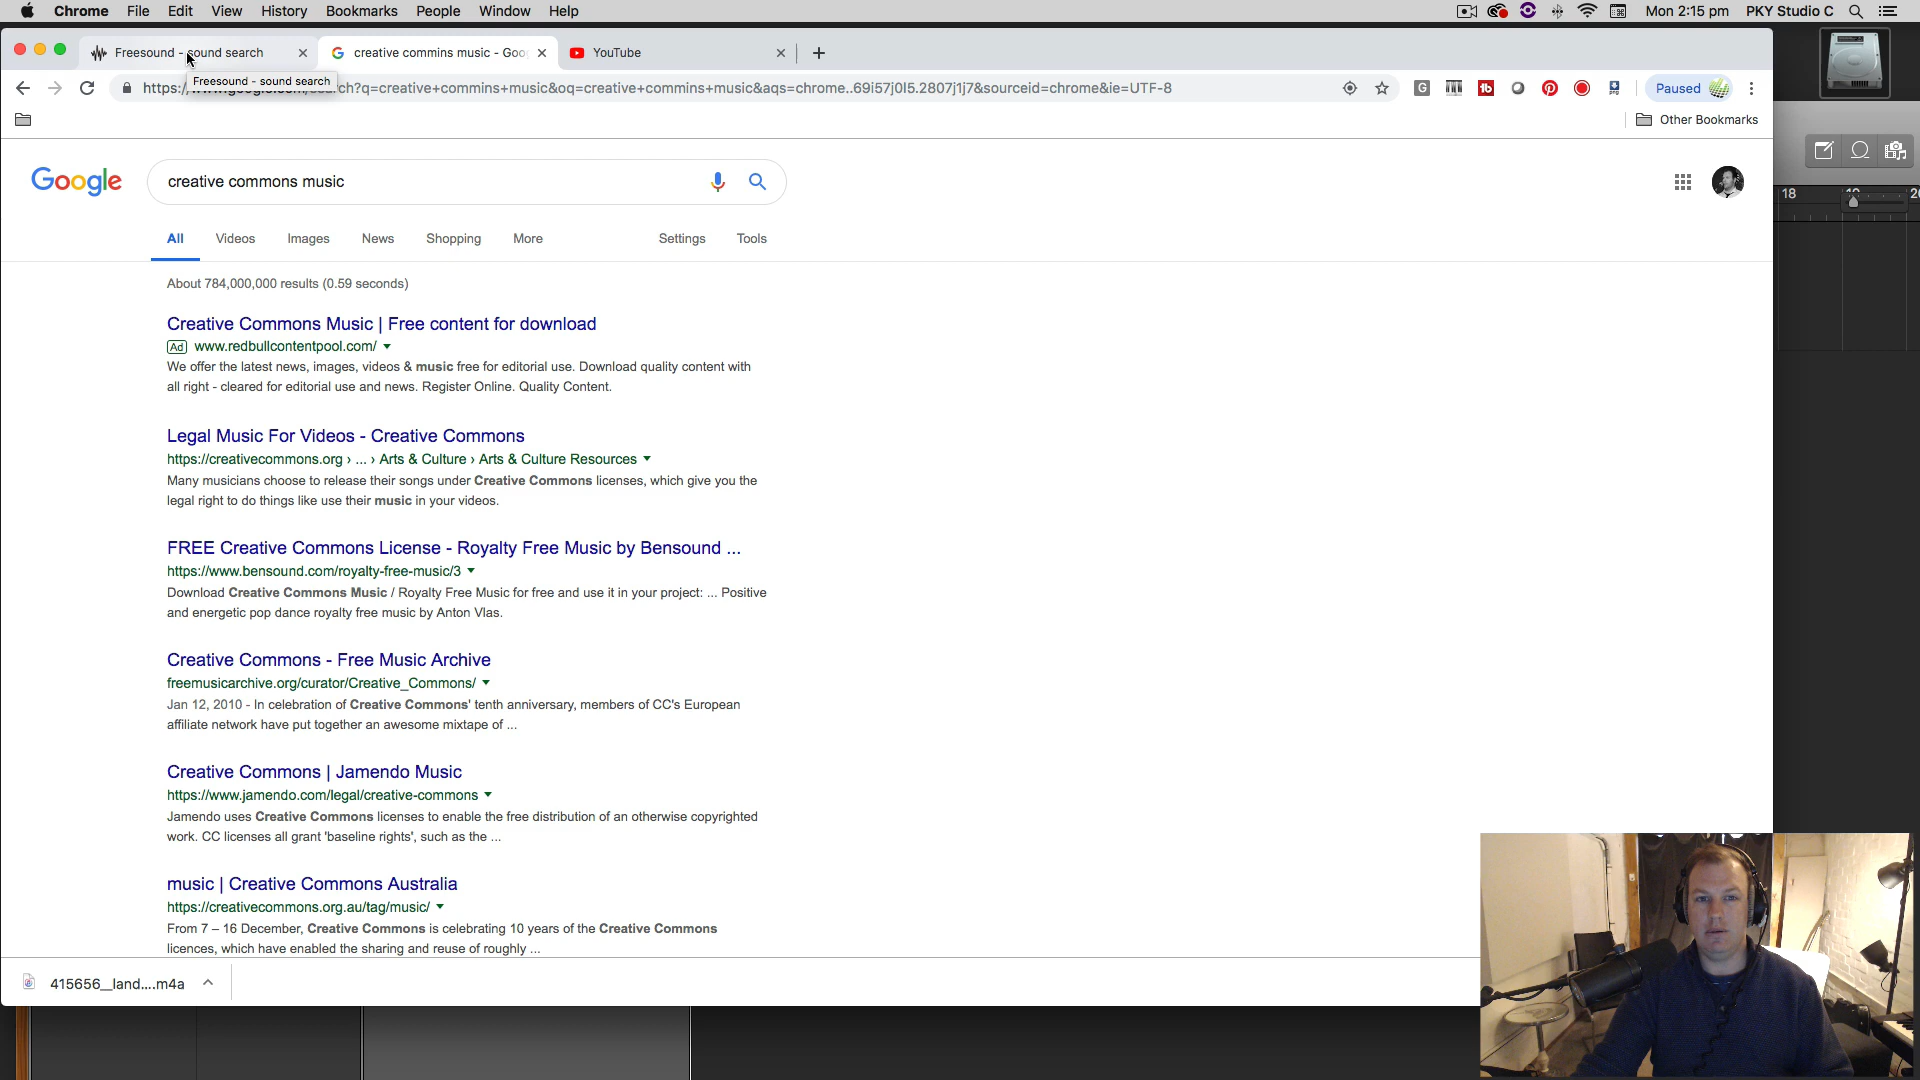 Chrome File Edit View History Bookmarks People Window Help Mon 2:15 pm PKY Studio C
Freesound - sound search creative commins music - Goo YouTube
Freesound - sound search
https://www.google.com/search?q=creative+commins+music&oq=creative+commins+music&aqs=chrome..69i57j0l5.2807j1j7&sourceid=chrome&ie=UTF-8 Paused
Other Bookmarks
Google creative commons music
18 19
All Videos Images News Shopping More Settings Tools
About 784,000,000 results (0.59 seconds)
Creative Commons Music | Free content for download
Ad www.redbullcontentpool.com/
We offer the latest news, images, videos & music free for editorial use. Download quality content with
all right - cleared for editorial use and news. Register Online. Quality Content.
Legal Music For Videos - Creative Commons
https://creativecommons.org › ... › Arts & Culture › Arts & Culture Resources
Many musicians choose to release their songs under Creative Commons licenses, which give you the
legal right to do things like use their music in your videos.
FREE Creative Commons License - Royalty Free Music by Bensound ...
https://www.bensound.com/royalty-free-music/3
Download Creative Commons Music / Royalty Free Music for free and use it in your project: ... Positive
and energetic pop dance royalty free music by Anton Vlas.
Creative Commons - Free Music Archive
freemusicarchive.org/curator/Creative_Commons/
Jan 12, 2010 - In celebration of Creative Commons' tenth anniversary, members of CC's European
affiliate network have put together an awesome mixtape of ...
Creative Commons | Jamendo Music
https://www.jamendo.com/legal/creative-commons
Jamendo uses Creative Commons licenses to enable the free distribution of an otherwise copyrighted
work. CC licenses all grant 'baseline rights', such as the ...
music | Creative Commons Australia
https://creativecommons.org.au/tag/music/
From 7 – 16 December, Creative Commons is celebrating 10 years of the Creative Commons
licences, which have enabled the sharing and reuse of roughly ...
415656__land....m4a